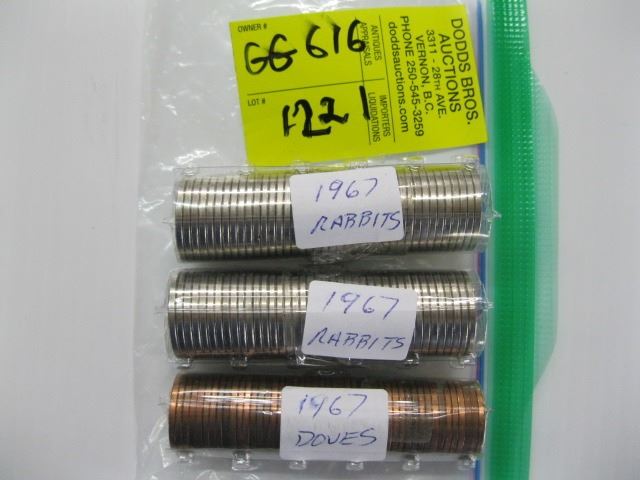 OWNER #
GG 616
LOT #
1221
ANTIQUES
APPRAISALS
IMPORTERS
LIQUIDATIONS
DODDS BROS.
AUCTIONS
3311 - 28TH AVE.
VERNON, B.C.
PHONE 250-545-3259
doddsauctions.com
1967
RABBITS
1967
RABBITS
1967
DOVES